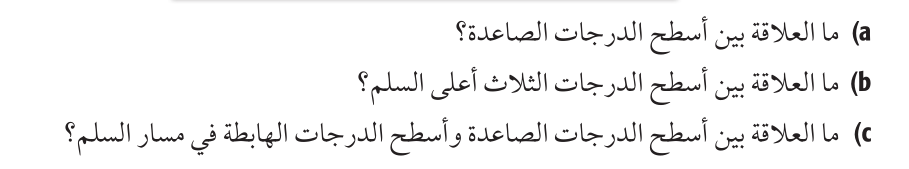 (a ما العلاقة بين أسطح الدرجات الصاعدة؟
(b ما العلاقة بين أسطح الدرجات الثلاث أعلى السلم؟
(c ما العلاقة بين أسطح الدرجات الصاعدة وأسطح الدرجات الهابطة في مسار السلم؟